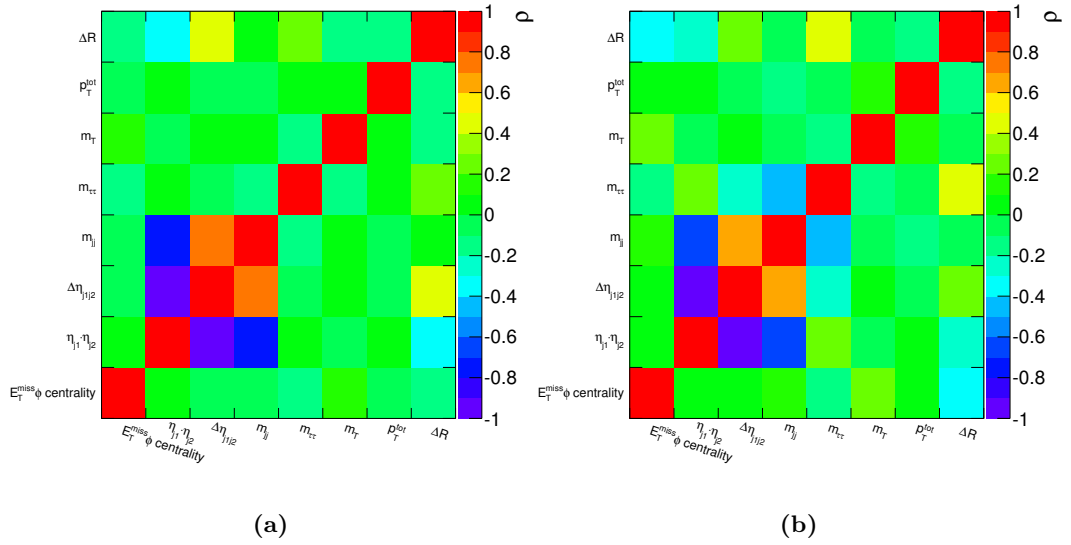 ρ
ΔR
p_T^tot
m_T
m_ττ
m_jj
Δη_j1j2
η_j1·η_j2
E_T^miss φ centrality
1
0.8
0.6
0.4
0.2
0
-0.2
-0.4
-0.6
-0.8
-1
E_T^miss φ centrality
η_j1·η_j2
Δη_j1j2
m_jj
m_ττ
m_T
p_T^tot
ΔR
(a)
ρ
ΔR
p_T^tot
m_T
m_ττ
m_jj
Δη_j1j2
η_j1·η_j2
E_T^miss φ centrality
1
0.8
0.6
0.4
0.2
0
-0.2
-0.4
-0.6
-0.8
-1
E_T^miss φ centrality
η_j1·η_j2
Δη_j1j2
m_jj
m_ττ
m_T
p_T^tot
ΔR
(b)